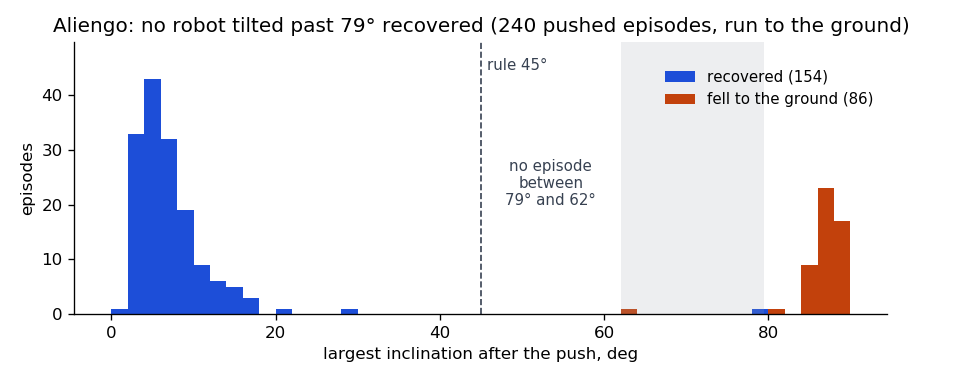 Aliengo: no robot tilted past 79° recovered (240 pushed episodes, run to the ground)
rule 45°
recovered (154)
fell to the ground (86)
no episode
between
79° and 62°
episodes
40
30
20
10
0
0
20
40
60
80
largest inclination after the push, deg